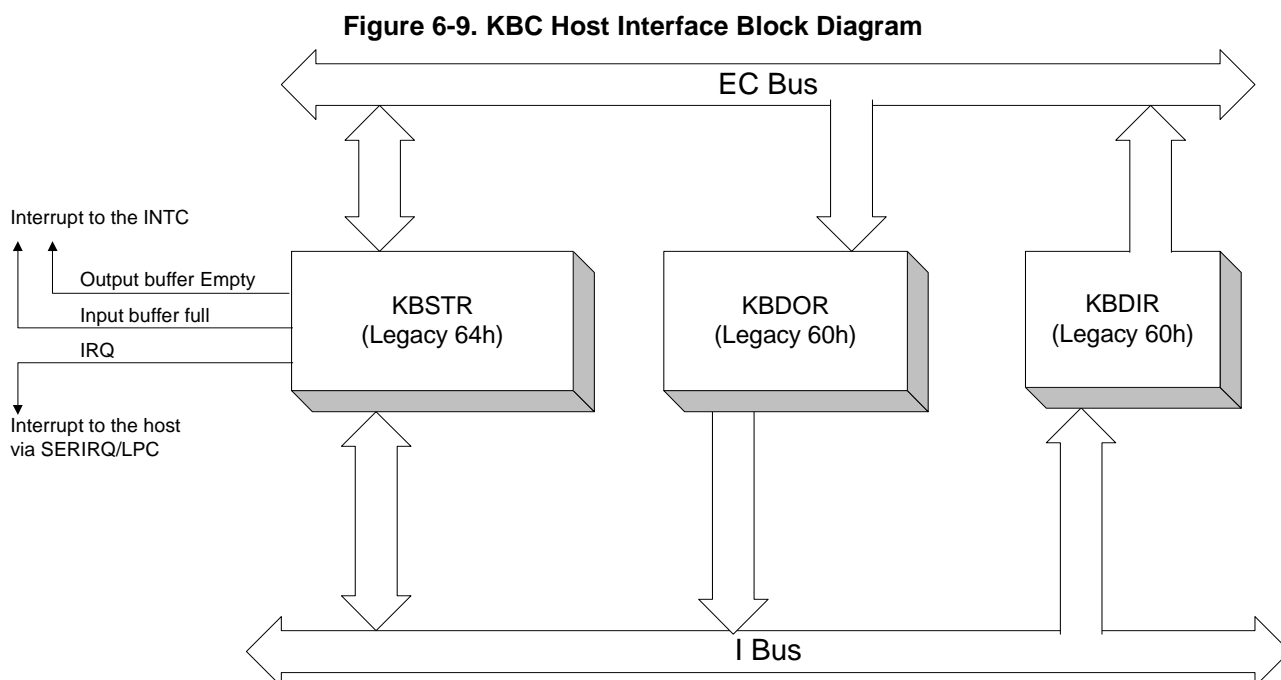 Figure 6-9. KBC Host Interface Block Diagram
EC Bus
Interrupt to the INTC
Output buffer Empty
Input buffer full
IRQ
Interrupt to the host
via SERIRQ/LPC
KBSTR
(Legacy 64h)
KBDOR
(Legacy 60h)
KBDIR
(Legacy 60h)
I Bus